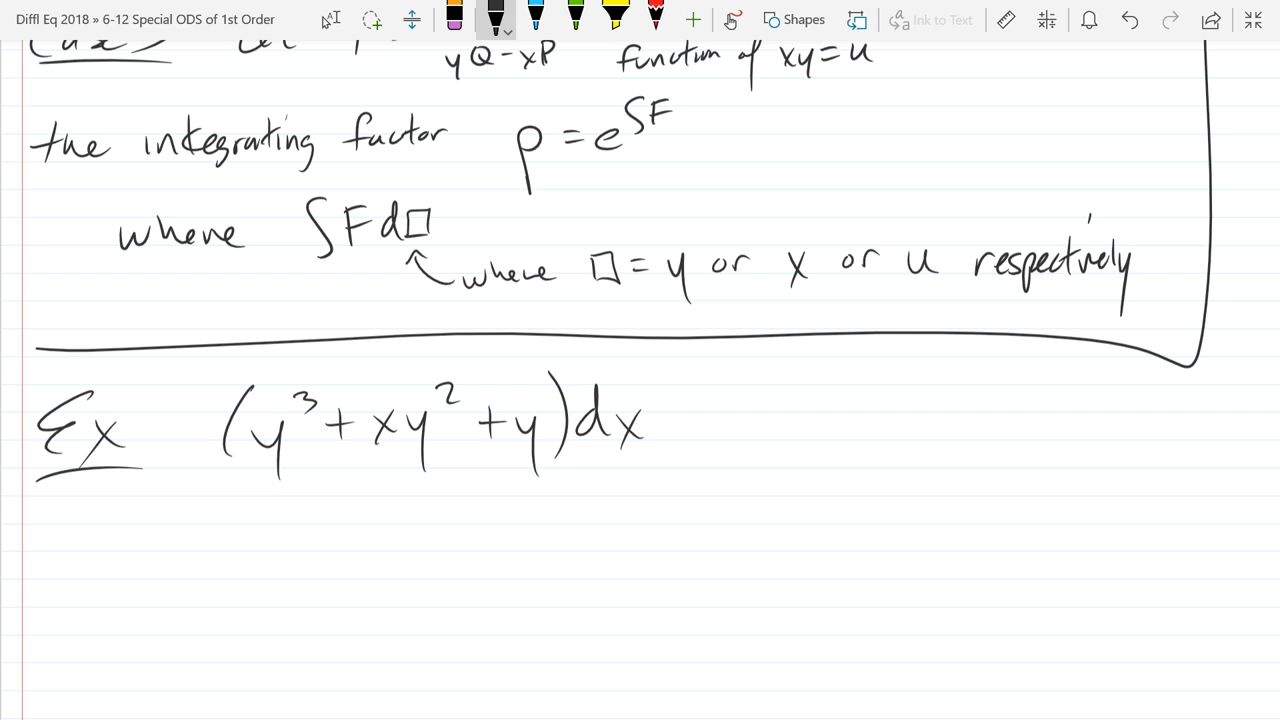 Diffl Eq 2018 » 6-12 Special ODS of 1st Order
Shapes
Ink to Text
yQ-xP function of xy=u
the integrating factor ρ = e^∫F
where ∫Fd□
where □ = y or x or u respectively
Ex (y³+xy²+y)dx